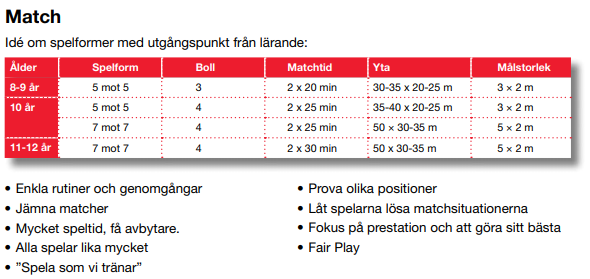 Match
Idé om spelformer med utgångspunkt från lärande:
Ålder Spelform Boll Matchtid Yta Målstorlek
8-9 år 5 mot 5 3 2 x 20 min 30-35 x 20-25 m 3 × 2 m
10 år 5 mot 5 4 2 x 25 min 35-40 x 20-25 m 3 × 2 m
7 mot 7 4 2 x 25 min 50 × 30-35 m 5 × 2 m
11-12 år 7 mot 7 4 2 x 30 min 50 x 30-35 m 5 × 2 m
• Enkla rutiner och genomgångar
• Jämna matcher
• Mycket speltid, få avbytare.
• Alla spelar lika mycket
• ”Spela som vi tränar”
• Prova olika positioner
• Låt spelarna lösa matchsituationerna
• Fokus på prestation och att göra sitt bästa
• Fair Play